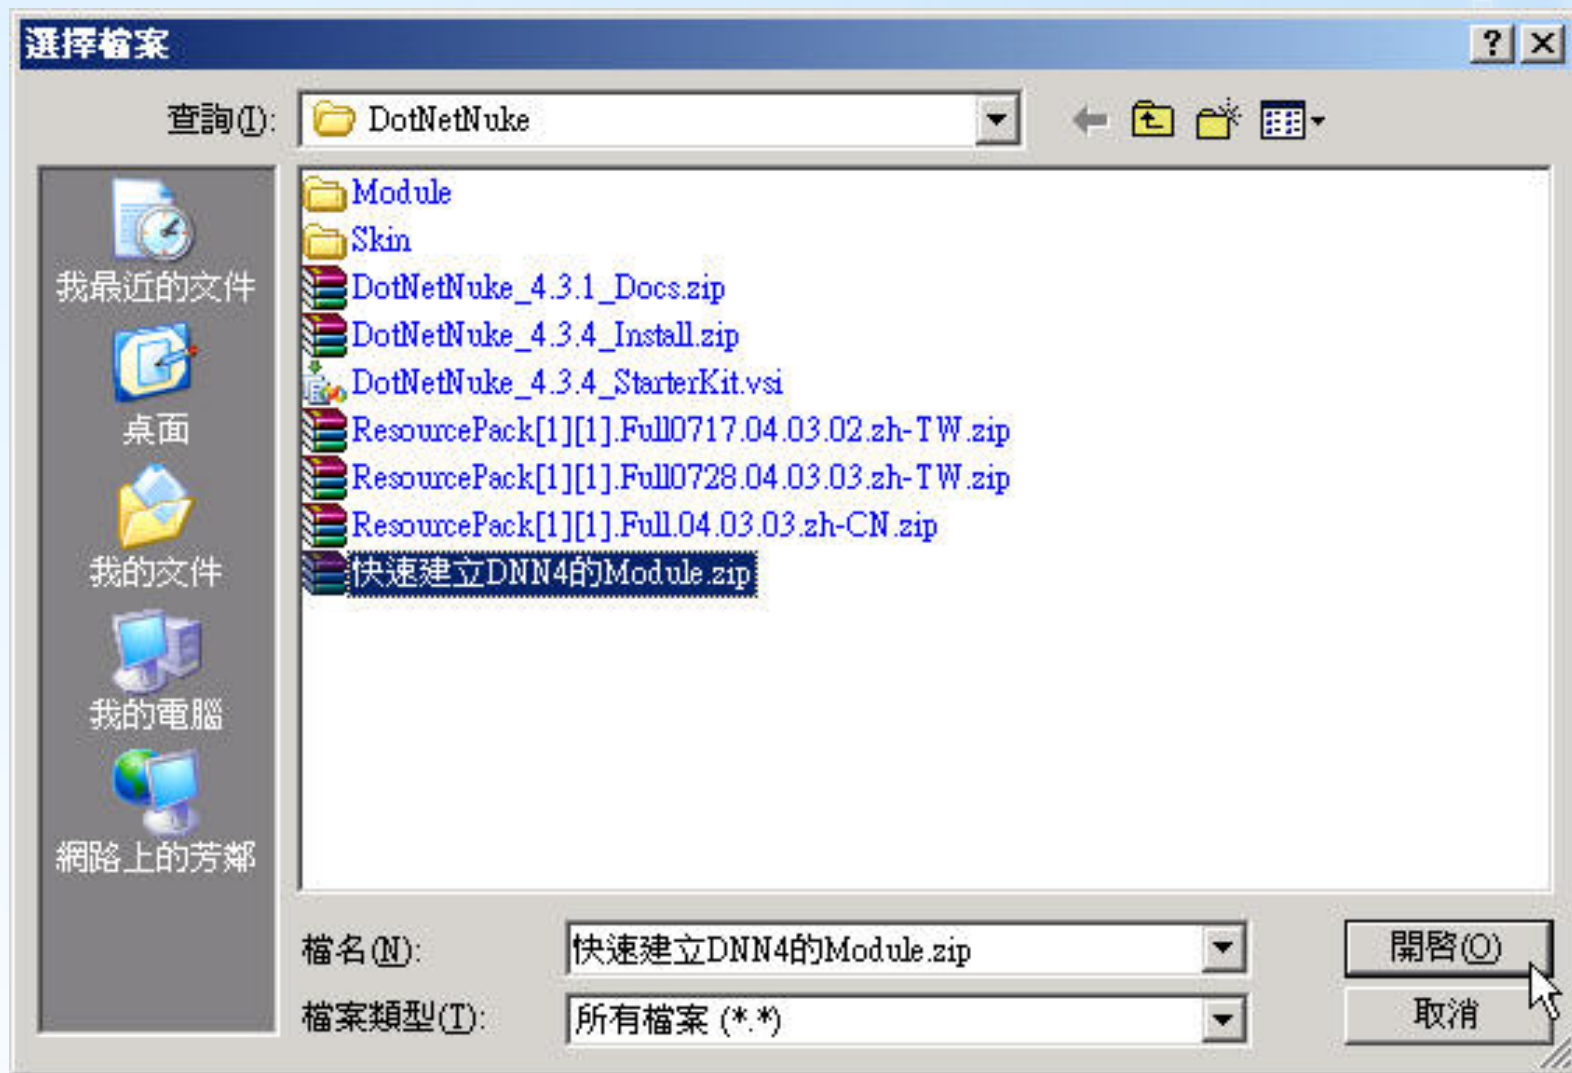 選擇檔案
查詢(I): DotNetNuke
Module
Skin
DotNetNuke_4.3.1_Docs.zip
DotNetNuke_4.3.4_Install.zip
DotNetNuke_4.3.4_StarterKit.vsi
ResourcePack[1][1].Full0717.04.03.02.zh-TW.zip
ResourcePack[1][1].Full0728.04.03.03.zh-TW.zip
ResourcePack[1][1].Full.04.03.03.zh-CN.zip
快速建立DNN4的Module.zip
我最近的文件
桌面
我的文件
我的電腦
網路上的芳鄰
檔名(N): 快速建立DNN4的Module.zip 開啓(O)
檔案類型(T): 所有檔案 (*.*) 取消